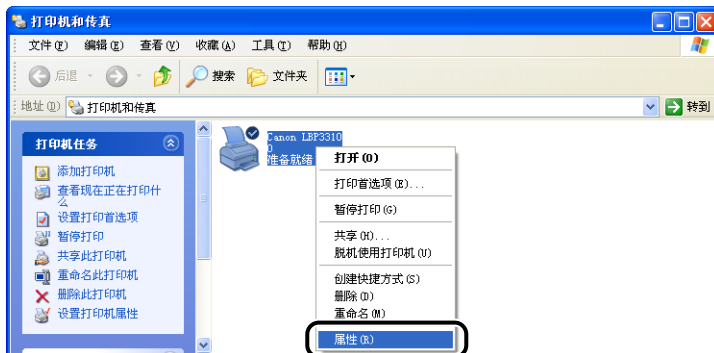 打印机和传真
文件(F) 编辑(E) 查看(V) 收藏(A) 工具(T) 帮助(H)
后退 搜索 文件夹
地址(D) 打印机和传真 转到
打印机任务
添加打印机
查看现在正在打印什
么
设置打印首选项
暂停打印
共享此打印机
重命名此打印机
删除此打印机
设置打印机属性
Canon LBP3310
0
准备就绪
打开(O)
打印首选项(E)...
暂停打印(G)
共享(H)...
脱机使用打印机(U)
创建快捷方式(S)
删除(D)
重命名(M)
属性(R)